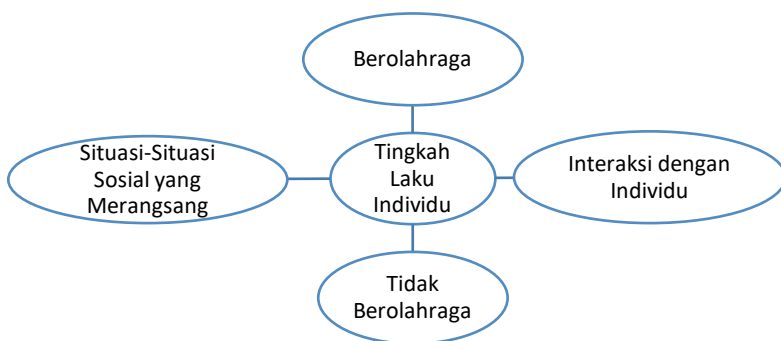 Berolahraga
Situasi-Situasi
Sosial yang
Merangsang
Tingkah
Laku
Individu
Interaksi dengan
Individu
Tidak
Berolahraga